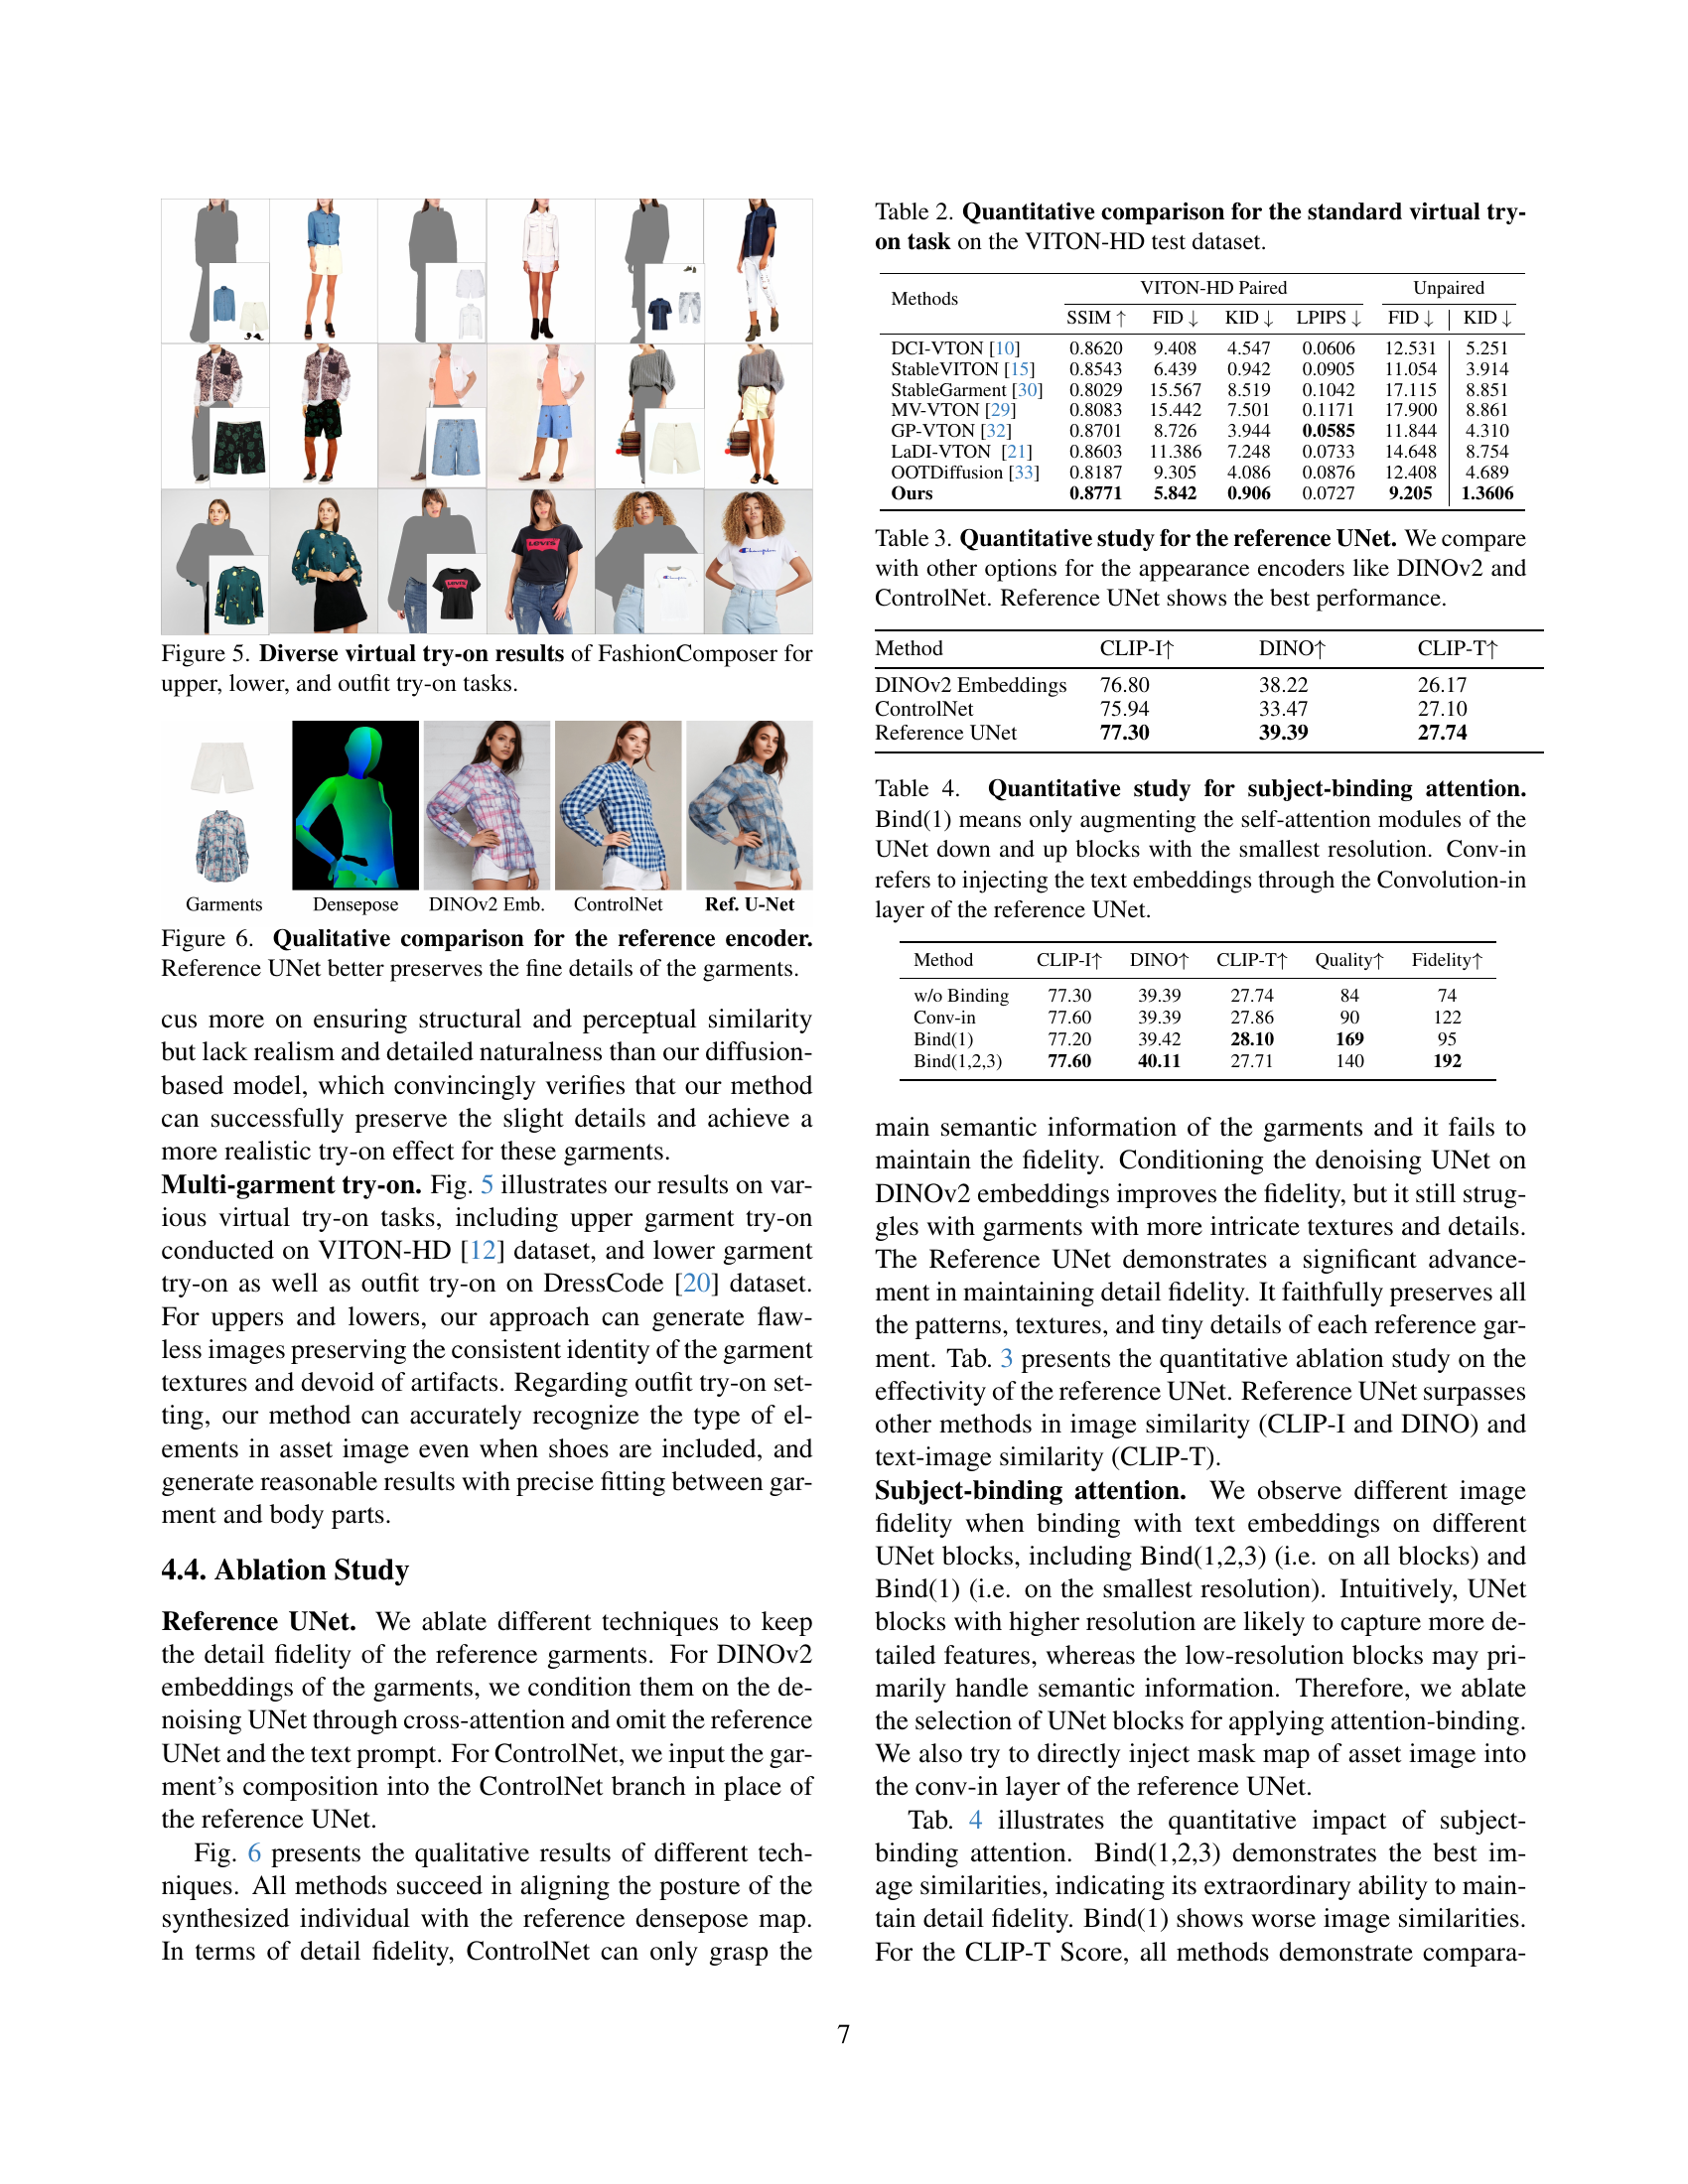 LEVI'S
Champion
Figure 5. Diverse virtual try-on results of FashionComposer for
upper, lower, and outfit try-on tasks.
Garments Densepose DINOv2 Emb. ControlNet Ref. U-Net
Figure 6. Qualitative comparison for the reference encoder.
Reference UNet better preserves the fine details of the garments.
cus more on ensuring structural and perceptual similarity
but lack realism and detailed naturalness than our diffusion-
based model, which convincingly verifies that our method
can successfully preserve the slight details and achieve a
more realistic try-on effect for these garments.
Multi-garment try-on. Fig. 5 illustrates our results on var-
ious virtual try-on tasks, including upper garment try-on
conducted on VITON-HD [12] dataset, and lower garment
try-on as well as outfit try-on on DressCode [20] dataset.
For uppers and lowers, our approach can generate flaw-
less images preserving the consistent identity of the garment
textures and devoid of artifacts. Regarding outfit try-on set-
ting, our method can accurately recognize the type of el-
ements in asset image even when shoes are included, and
generate reasonable results with precise fitting between gar-
ment and body parts.
4.4. Ablation Study
Reference UNet. We ablate different techniques to keep
the detail fidelity of the reference garments. For DINOv2
embeddings of the garments, we condition them on the de-
noising UNet through cross-attention and omit the reference
UNet and the text prompt. For ControlNet, we input the gar-
ment's composition into the ControlNet branch in place of
the reference UNet.
Fig. 6 presents the qualitative results of different tech-
niques. All methods succeed in aligning the posture of the
synthesized individual with the reference densepose map.
In terms of detail fidelity, ControlNet can only grasp the
Table 2. Quantitative comparison for the standard virtual try-
on task on the VITON-HD test dataset.
Methods VITON-HD Paired Unpaired
SSIM ↑ FID ↓ KID ↓ LPIPS ↓ FID ↓ KID ↓
DCI-VTON [10] 0.8620 9.408 4.547 0.0606 12.531 5.251
StableVITON [15] 0.8543 6.439 0.942 0.0905 11.054 3.914
StableGarment [30] 0.8029 15.567 8.519 0.1042 17.115 8.851
MV-VTON [29] 0.8083 15.442 7.501 0.1171 17.900 8.861
GP-VTON [32] 0.8701 8.726 3.944 0.0585 11.844 4.310
LaDI-VTON [21] 0.8603 11.386 7.248 0.0733 14.648 8.754
OOTDiffusion [33] 0.8187 9.305 4.086 0.0876 12.408 4.689
Ours 0.8771 5.842 0.906 0.0727 9.205 1.3606
Table 3. Quantitative study for the reference UNet. We compare
with other options for the appearance encoders like DINOv2 and
ControlNet. Reference UNet shows the best performance.
Method CLIP-I↑ DINO↑ CLIP-T↑
DINOv2 Embeddings 76.80 38.22 26.17
ControlNet 75.94 33.47 27.10
Reference UNet 77.30 39.39 27.74
Table 4. Quantitative study for subject-binding attention.
Bind(1) means only augmenting the self-attention modules of the
UNet down and up blocks with the smallest resolution. Conv-in
refers to injecting the text embeddings through the Convolution-in
layer of the reference UNet.
Method CLIP-I↑ DINO↑ CLIP-T↑ Quality↑ Fidelity↑
w/o Binding 77.30 39.39 27.74 84 74
Conv-in 77.60 39.39 27.86 90 122
Bind(1) 77.20 39.42 28.10 169 95
Bind(1,2,3) 77.60 40.11 27.71 140 192
main semantic information of the garments and it fails to
maintain the fidelity. Conditioning the denoising UNet on
DINOv2 embeddings improves the fidelity, but it still strug-
gles with garments with more intricate textures and details.
The Reference UNet demonstrates a significant advance-
ment in maintaining detail fidelity. It faithfully preserves all
the patterns, textures, and tiny details of each reference gar-
ment. Tab. 3 presents the quantitative ablation study on the
effectivity of the reference UNet. Reference UNet surpasses
other methods in image similarity (CLIP-I and DINO) and
text-image similarity (CLIP-T).
Subject-binding attention. We observe different image
fidelity when binding with text embeddings on different
UNet blocks, including Bind(1,2,3) (i.e. on all blocks) and
Bind(1) (i.e. on the smallest resolution). Intuitively, UNet
blocks with higher resolution are likely to capture more de-
tailed features, whereas the low-resolution blocks may pri-
marily handle semantic information. Therefore, we ablate
the selection of UNet blocks for applying attention-binding.
We also try to directly inject mask map of asset image into
the conv-in layer of the reference UNet.
Tab. 4 illustrates the quantitative impact of subject-
binding attention. Bind(1,2,3) demonstrates the best im-
age similarities, indicating its extraordinary ability to main-
tain detail fidelity. Bind(1) shows worse image similarities.
For the CLIP-T Score, all methods demonstrate compara-
7